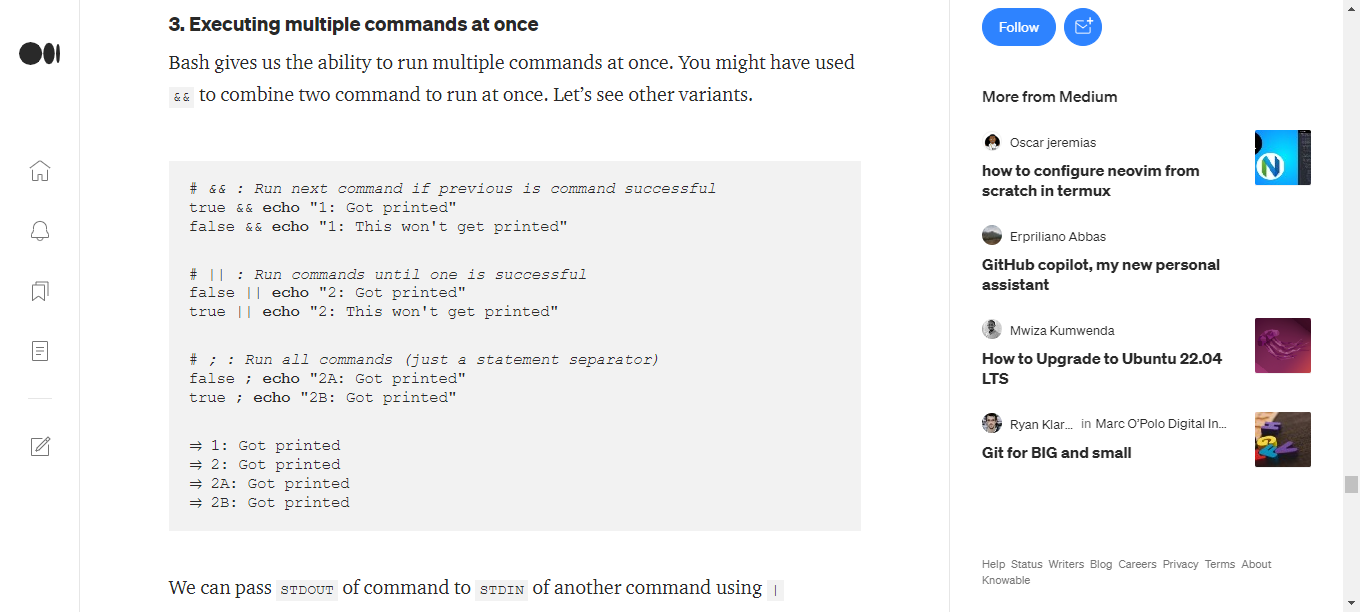 3. Executing multiple commands at once
Bash gives us the ability to run multiple commands at once. You might have used
&& to combine two command to run at once. Let’s see other variants.
# && : Run next command if previous is command successful
true && echo "1: Got printed"
false && echo "1: This won't get printed"
# || : Run commands until one is successful
false || echo "2: Got printed"
true || echo "2: This won't get printed"
# ; : Run all commands (just a statement separator)
false ; echo "2A: Got printed"
true ; echo "2B: Got printed"
⇒ 1: Got printed
⇒ 2: Got printed
⇒ 2A: Got printed
⇒ 2B: Got printed
We can pass STDOUT of command to STDIN of another command using |
Follow
More from Medium
Oscar jeremias
how to configure neovim from
scratch in termux
Erpriliano Abbas
GitHub copilot, my new personal
assistant
Mwiza Kumwenda
How to Upgrade to Ubuntu 22.04
LTS
Ryan Klar... in Marc O’Polo Digital In...
Git for BIG and small
Help Status Writers Blog Careers Privacy Terms About
Knowable